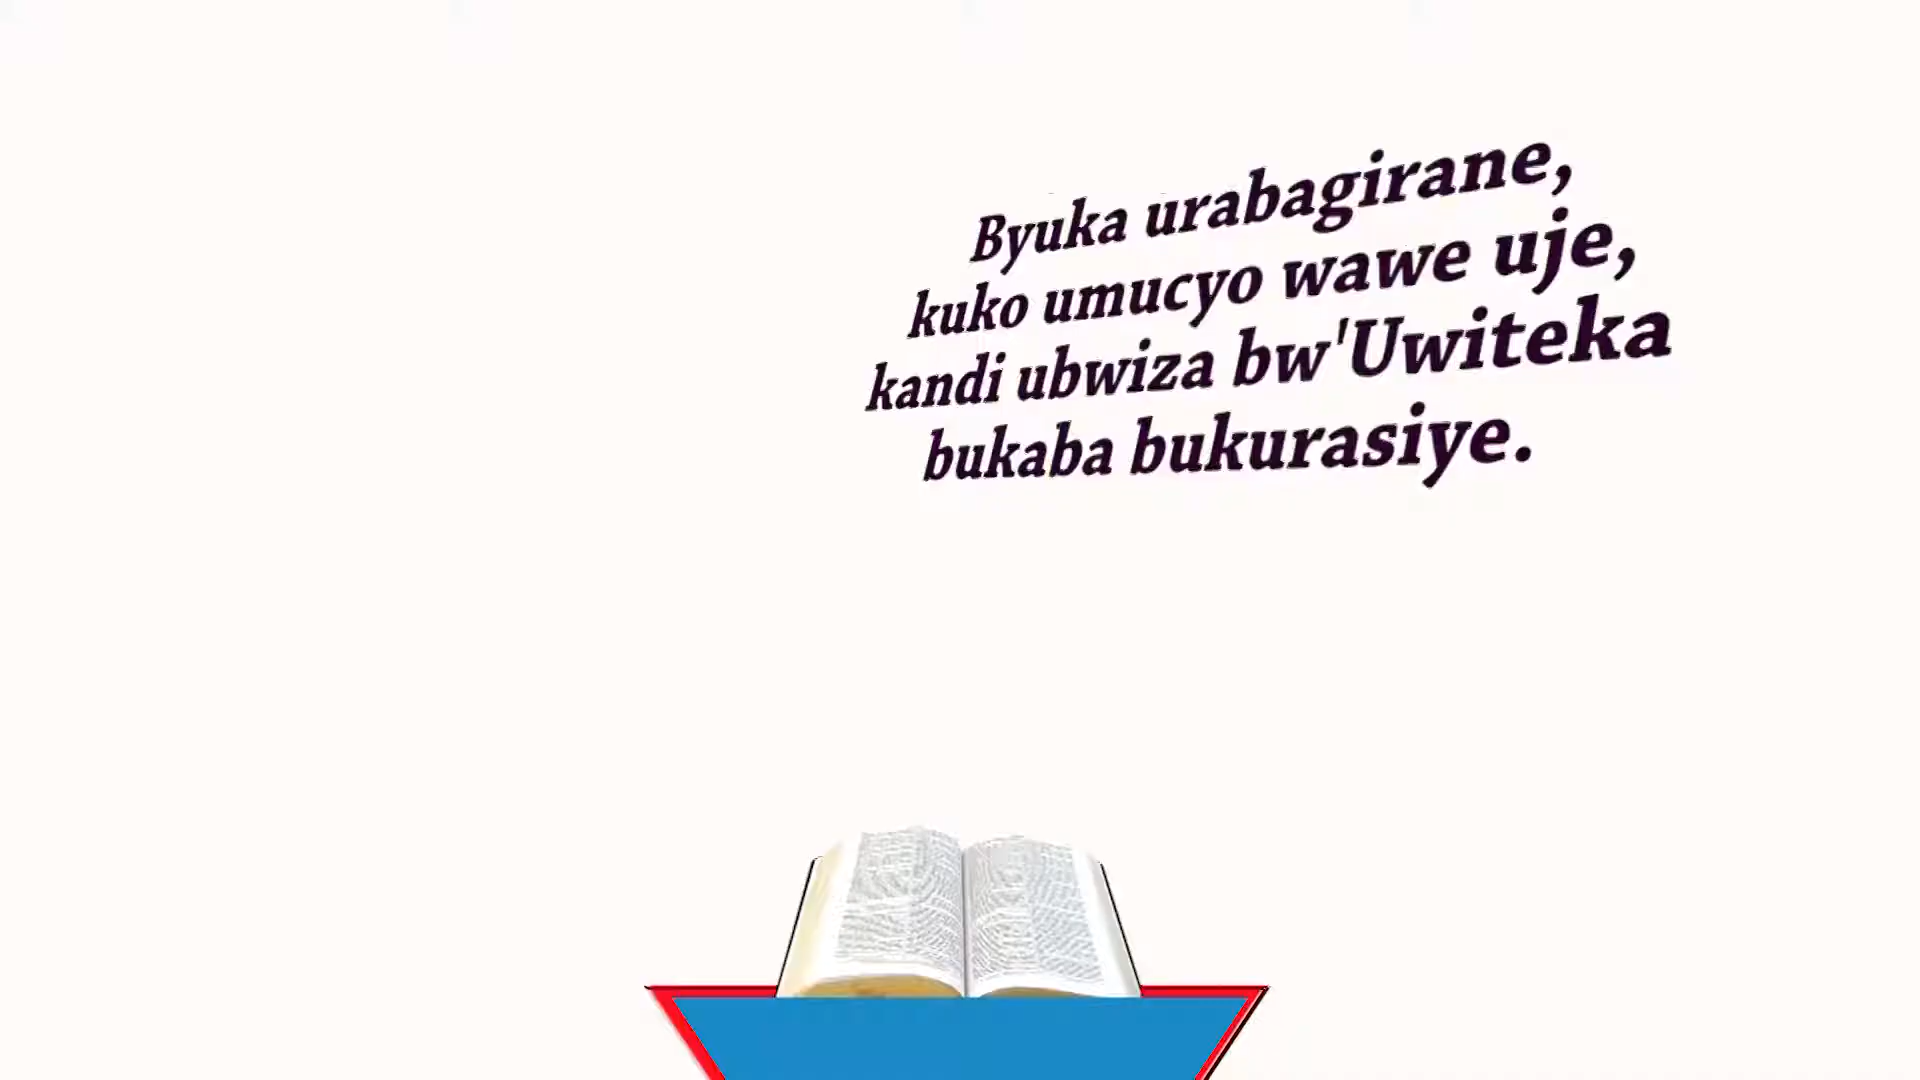 Byuka urabagirane,
kuko umucyo wawe uje,
kandi ubwiza bw'Uwiteka
bukaba bukurasiye.